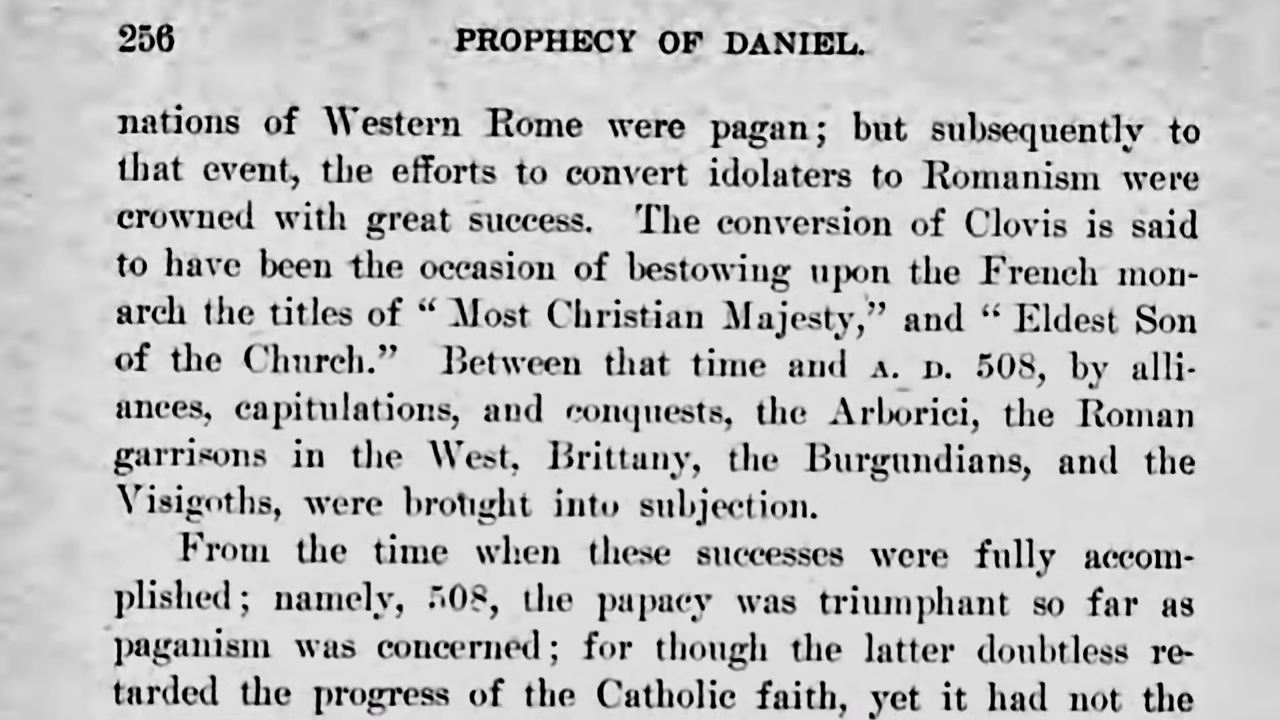 256 PROPHECY OF DANIEL.
nations of Western Rome were pagan; but subsequently to
that event, the efforts to convert idolaters to Romanism were
crowned with great success. The conversion of Clovis is said
to have been the occasion of bestowing upon the French mon-
arch the titles of “ Most Christian Majesty,” and “ Eldest Son
of the Church.” Between that time and A. D. 508, by alli-
ances, capitulations, and conquests, the Arborici, the Roman
garrisons in the West, Brittany, the Burgundians, and the
Visigoths, were brought into subjection.
From the time when these successes were fully accom-
plished; namely, 508, the papacy was triumphant so far as
paganism was concerned; for though the latter doubtless re-
tarded the progress of the Catholic faith, yet it had not the